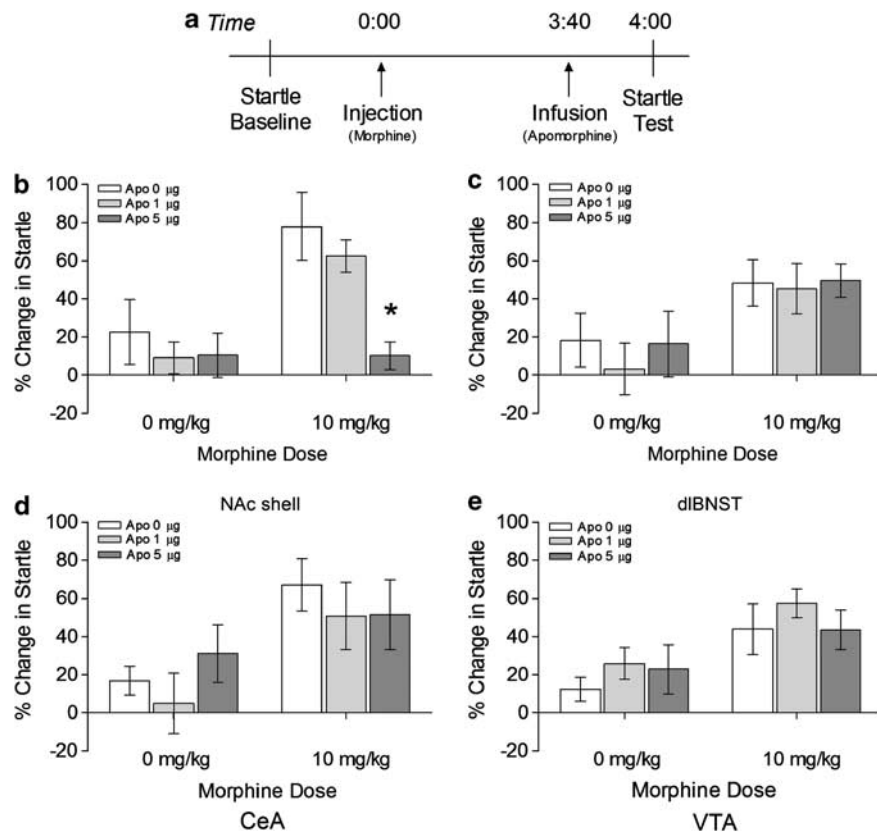 a Time 0:00 3:40 4:00
Startle Baseline
Injection (Morphine)
Infusion (Apomorphine)
Startle Test
b
% Change in Startle
100
80
60
40
20
0
-20
Apo 0 µg
Apo 1 µg
Apo 5 µg
*
0 mg/kg 10 mg/kg
Morphine Dose
NAc shell
c
% Change in Startle
100
80
60
40
20
0
-20
Apo 0 µg
Apo 1 µg
Apo 5 µg
0 mg/kg 10 mg/kg
Morphine Dose
dlBNST
d
% Change in Startle
100
80
60
40
20
0
-20
Apo 0 µg
Apo 1 µg
Apo 5 µg
0 mg/kg 10 mg/kg
Morphine Dose
CeA
e
% Change in Startle
100
80
60
40
20
0
-20
Apo 0 µg
Apo 1 µg
Apo 5 µg
0 mg/kg 10 mg/kg
Morphine Dose
VTA